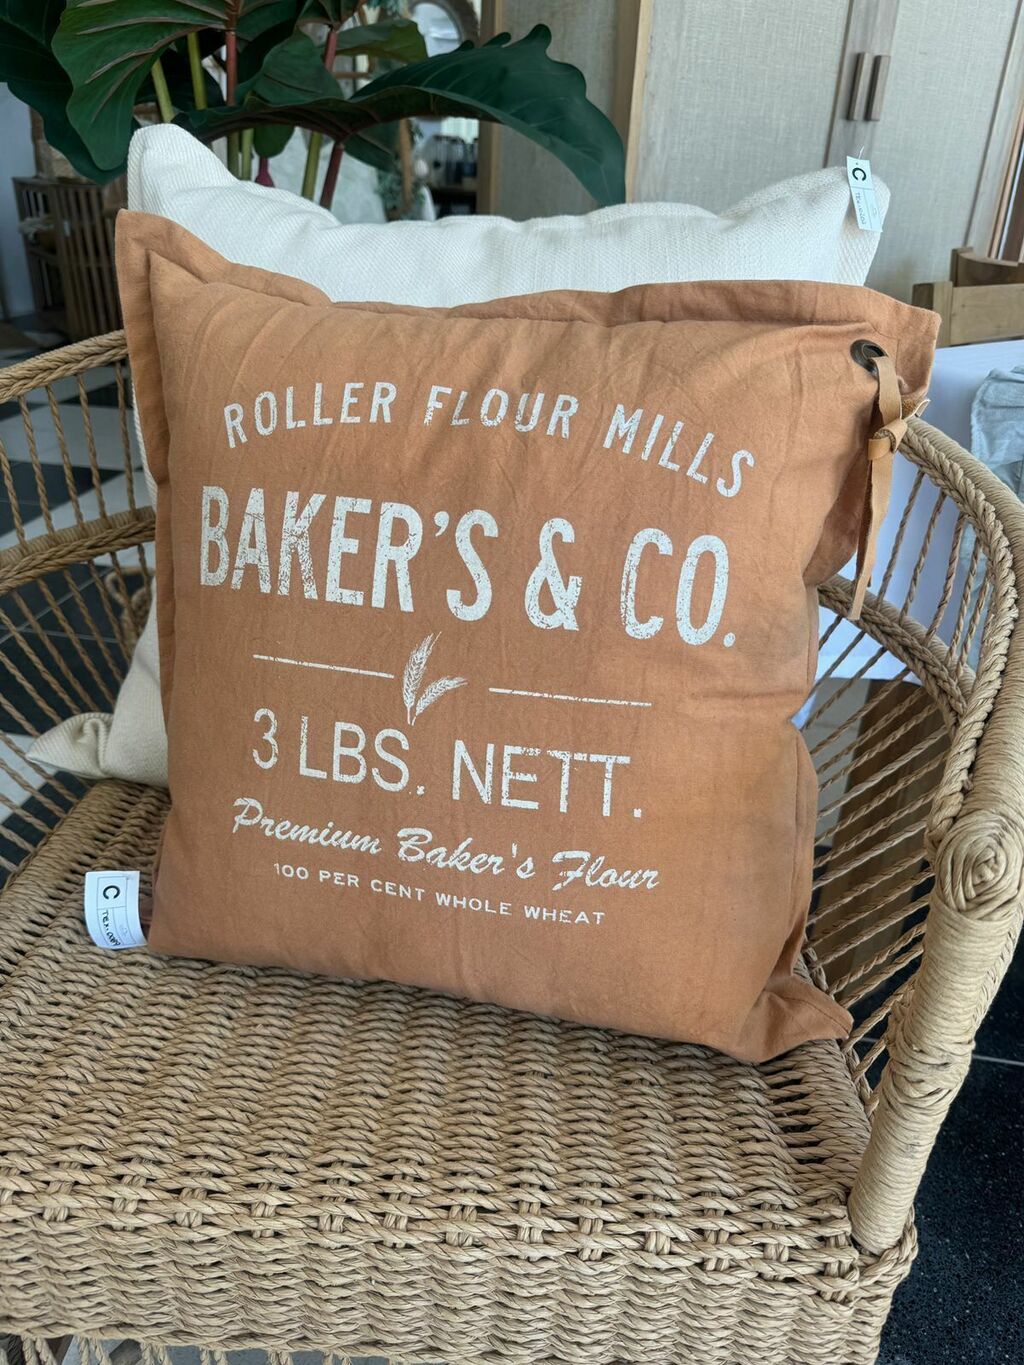 ROLLER FLOUR MILLS
BAKER'S & CO.
3 LBS. NETT.
Premium Baker's Flour
100 PER CENT WHOLE WHEAT
C
C